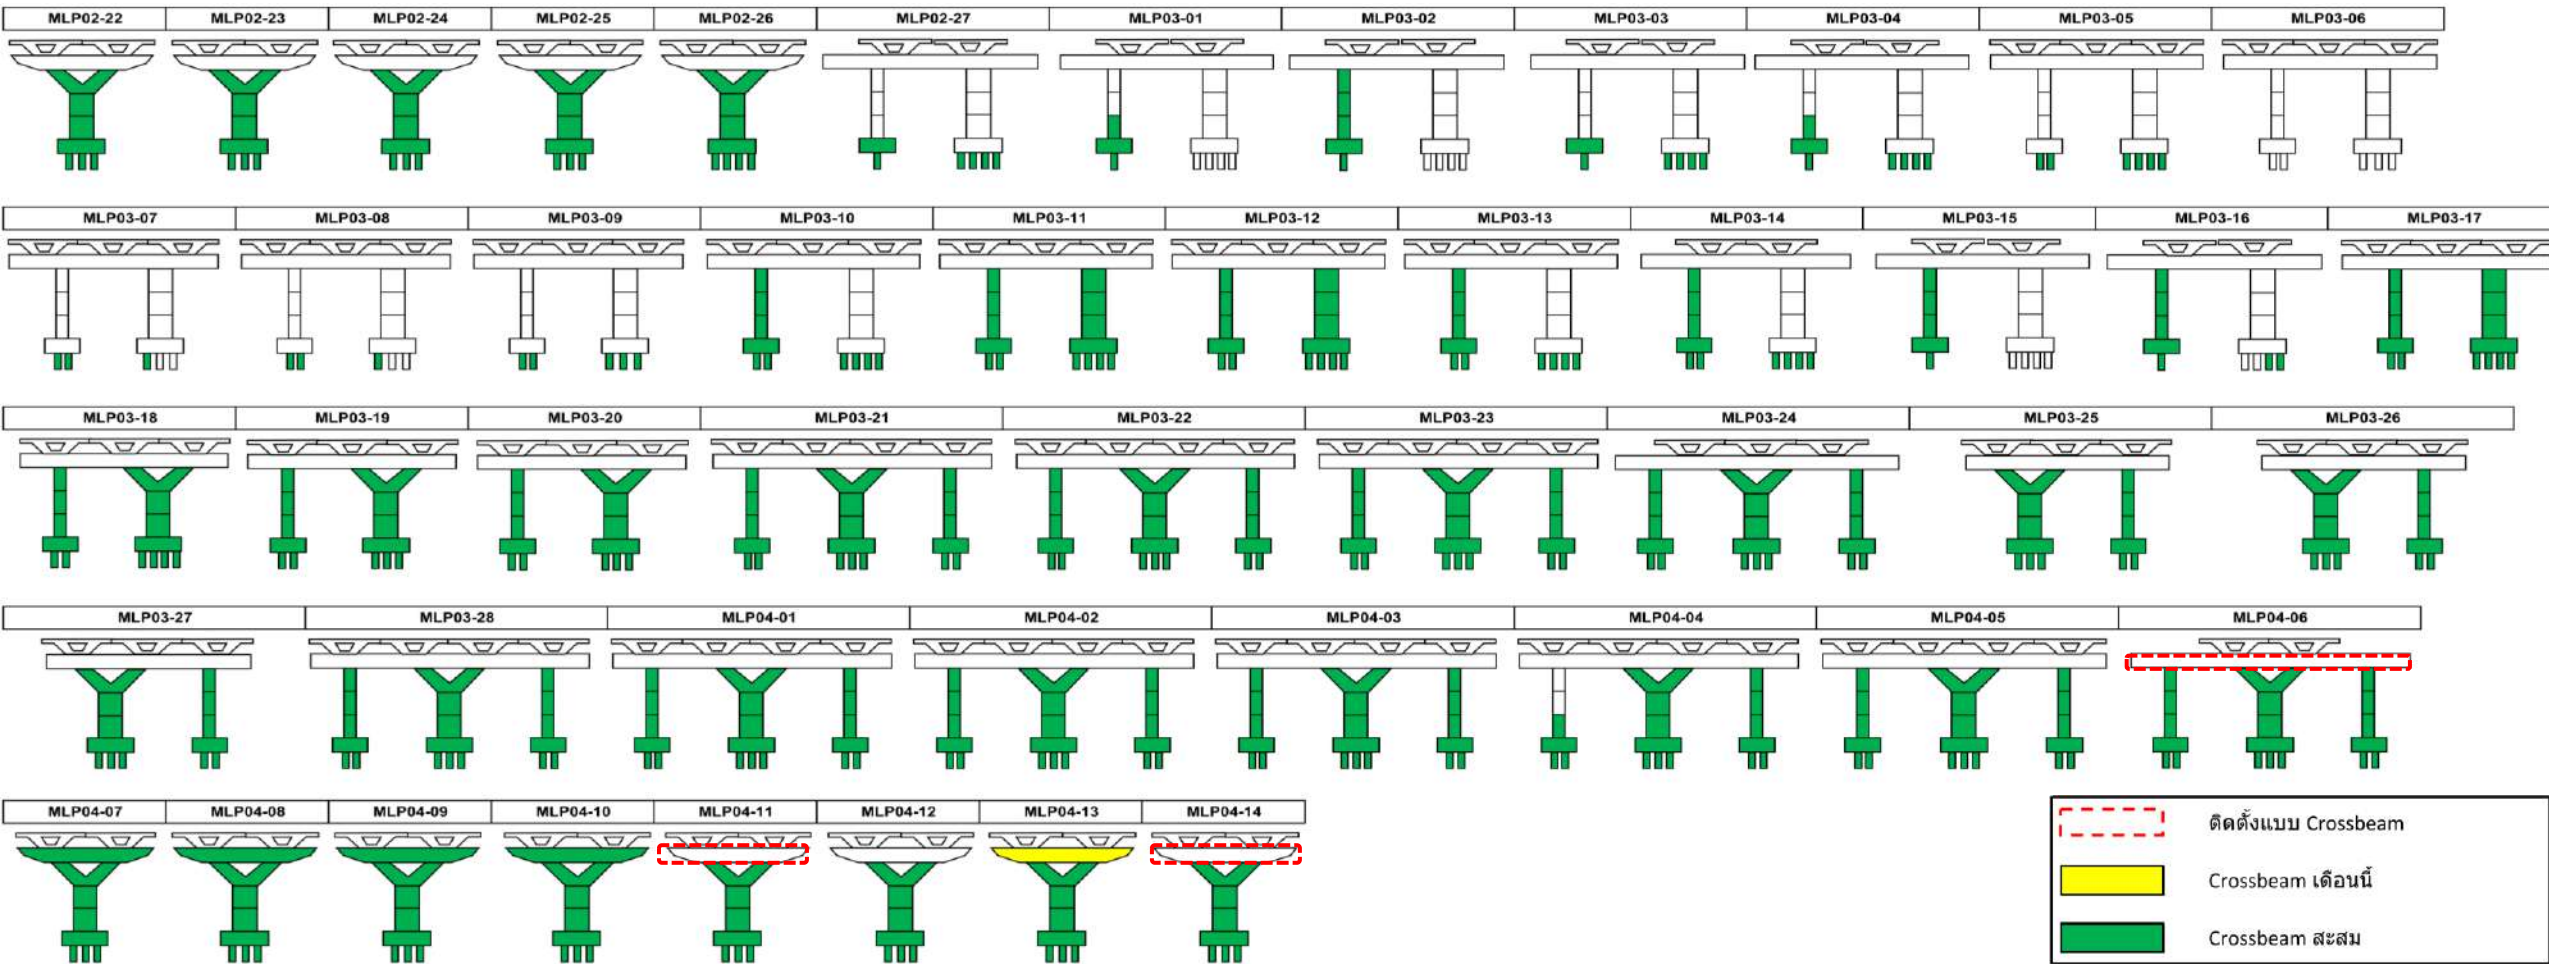 MLP02-22 MLP02-23 MLP02-24 MLP02-25 MLP02-26 MLP02-27 MLP03-01 MLP03-02 MLP03-03 MLP03-04 MLP03-05 MLP03-06
MLP03-07 MLP03-08 MLP03-09 MLP03-10 MLP03-11 MLP03-12 MLP03-13 MLP03-14 MLP03-15 MLP03-16 MLP03-17
MLP03-18 MLP03-19 MLP03-20 MLP03-21 MLP03-22 MLP03-23 MLP03-24 MLP03-25 MLP03-26
MLP03-27 MLP03-28 MLP04-01 MLP04-02 MLP04-03 MLP04-04 MLP04-05 MLP04-06
MLP04-07 MLP04-08 MLP04-09 MLP04-10 MLP04-11 MLP04-12 MLP04-13 MLP04-14
ติดตั้งแบบ Crossbeam
Crossbeam เดือนนี้
Crossbeam สะสม